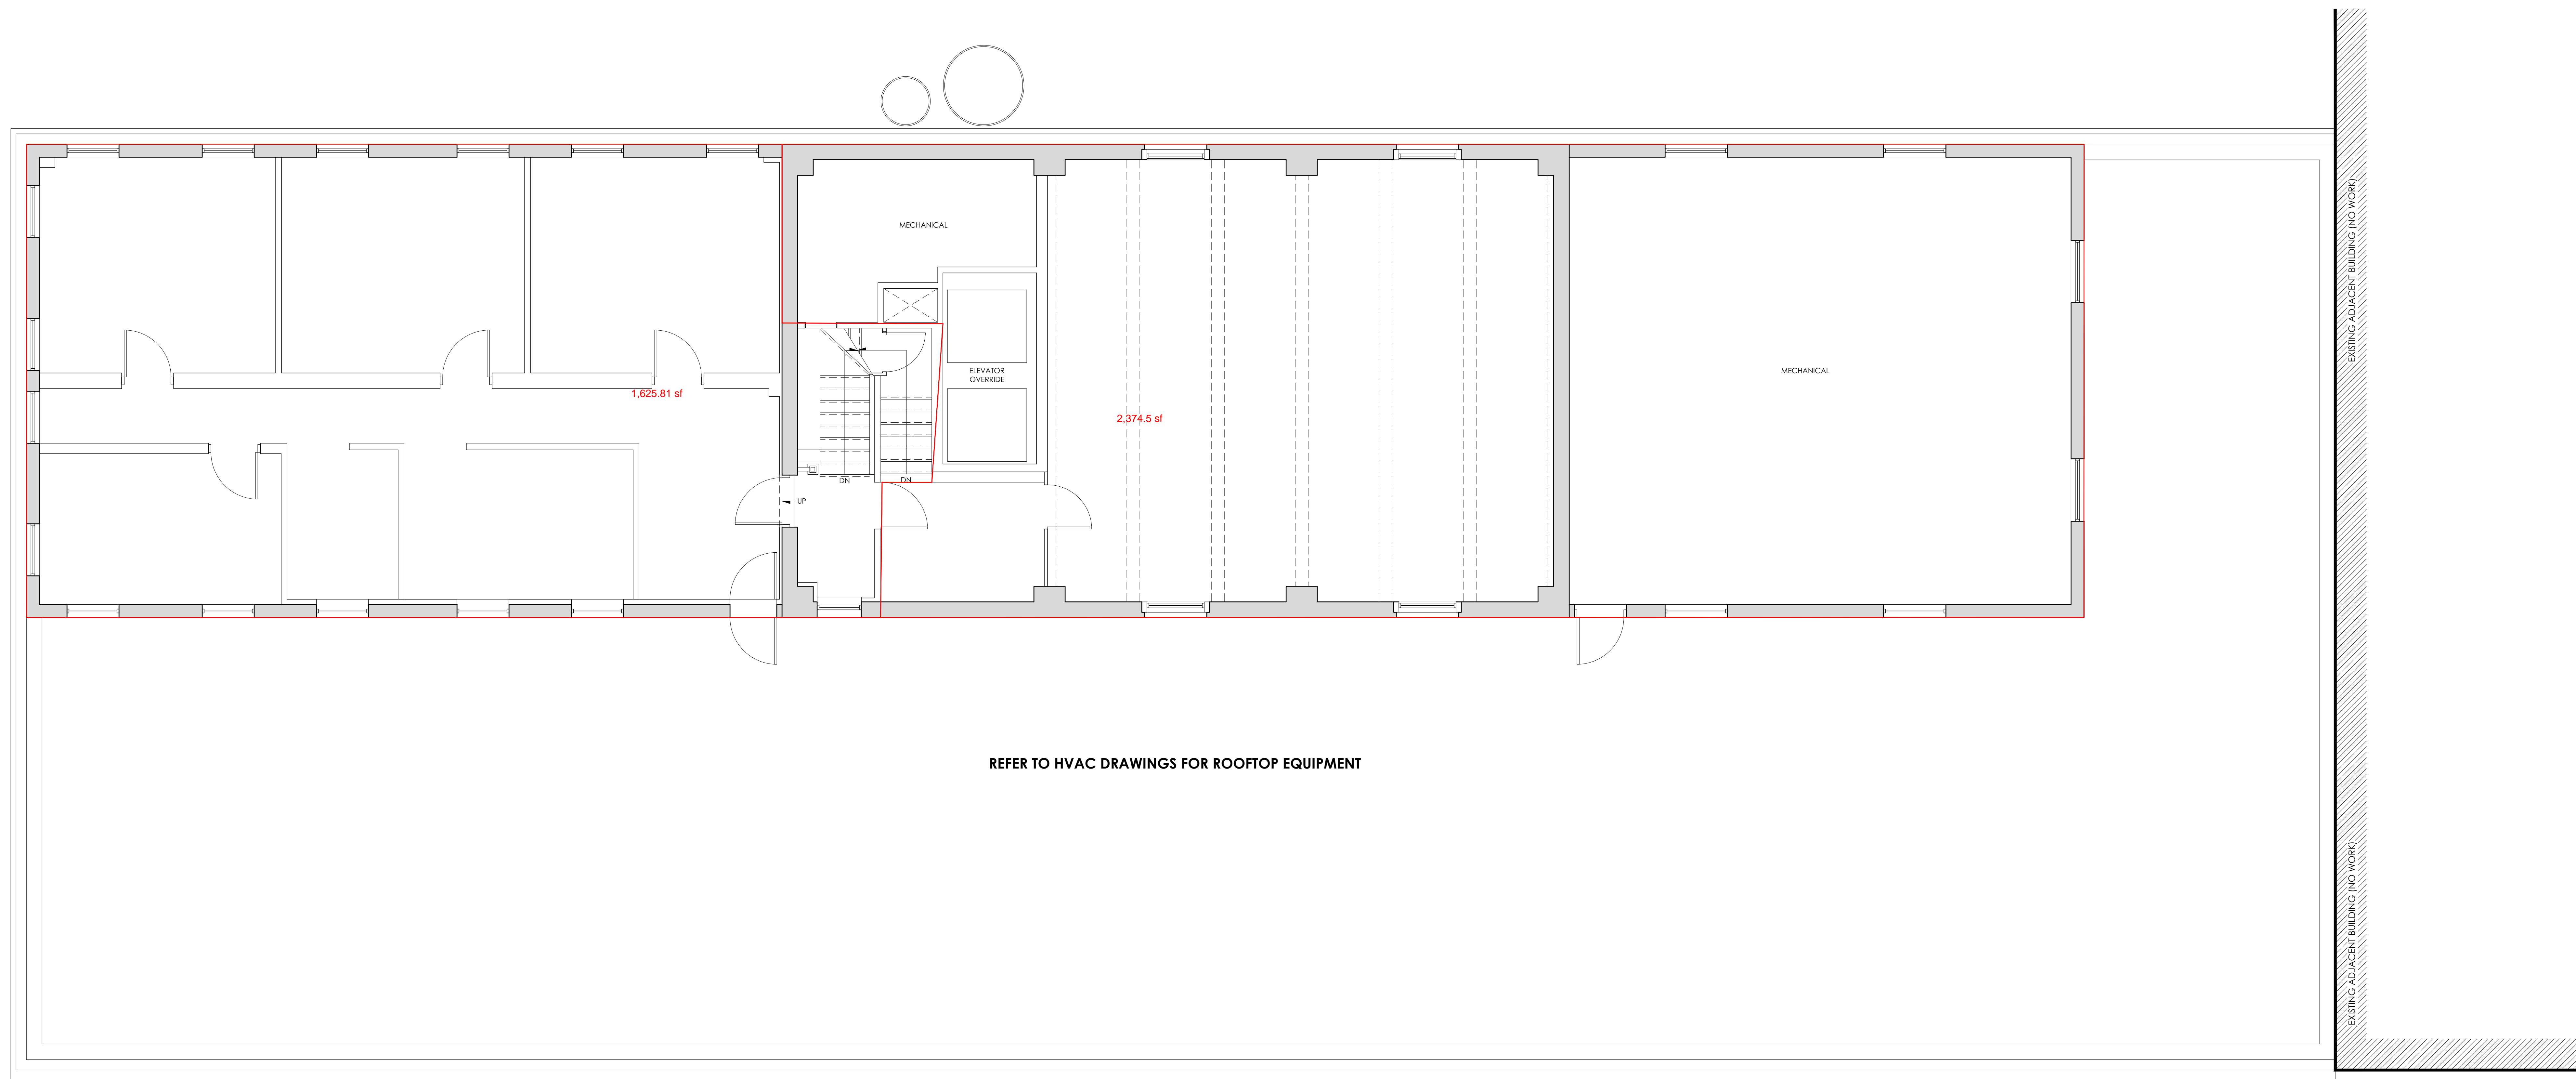 MECHANICAL
EXISTING ADJACENT BUILDING (NO WORK)
ELEVATOR
OVERRIDE
MECHANICAL
1,625.81 sf
2,374.5 sf
DN
DN
UP
REFER TO HVAC DRAWINGS FOR ROOFTOP EQUIPMENT
EXISTING ADJACENT BUILDING (NO WORK)